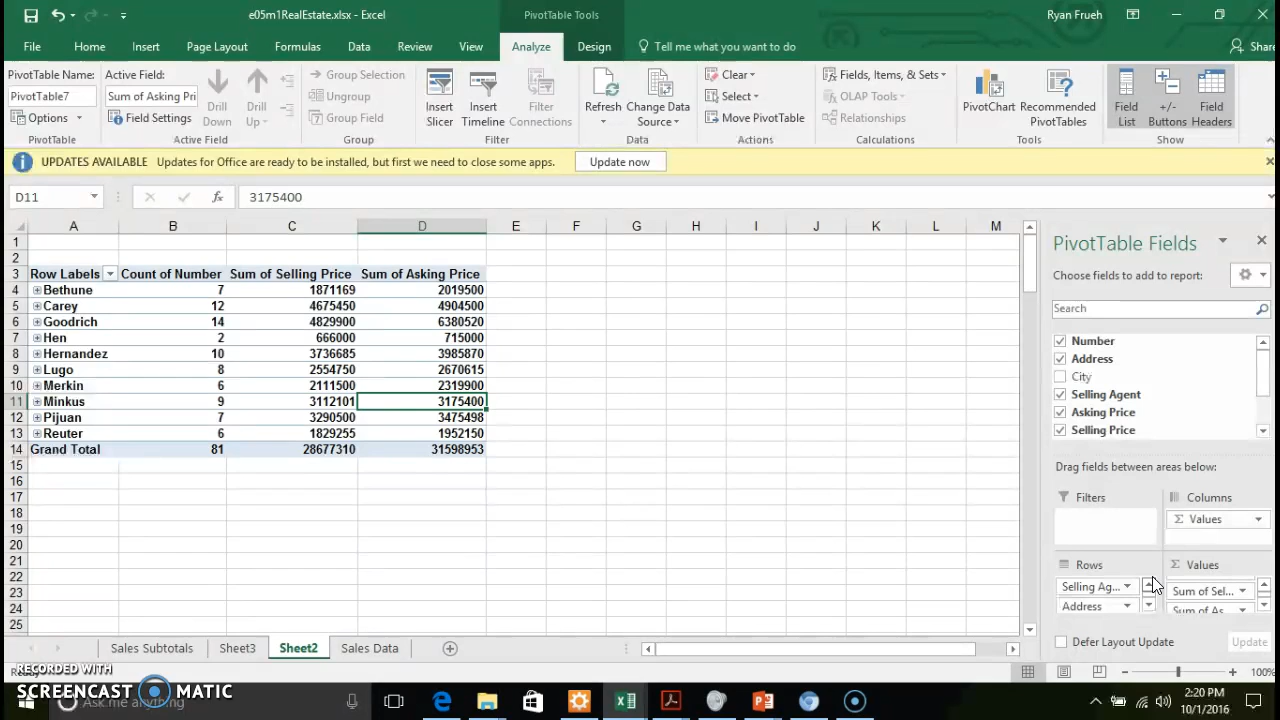 e05m1RealEstate.xlsx - Excel
PivotTable Tools
Ryan Frueh
File Home Insert Page Layout Formulas Data Review View Analyze Design Tell me what you want to do Share
PivotTable Name:
PivotTable7
Options
PivotTable
Active Field:
Sum of Asking Pri
Field Settings
Drill Down
Drill Up
Active Field
Group Selection
Ungroup
Group Field
Group
Insert Slicer
Insert Timeline
Filter Connections
Filter
Refresh
Change Data Source
Data
Clear
Select
Move PivotTable
Actions
Fields, Items, & Sets
OLAP Tools
Relationships
Calculations
PivotChart
Recommended PivotTables
Tools
Field List
+/- Buttons
Field Headers
Show
UPDATES AVAILABLE Updates for Office are ready to be installed, but first we need to close some apps. Update now
D11 fx 3175400
A B C D E F G H I J K L M
1
2
3 Row Labels Count of Number Sum of Selling Price Sum of Asking Price
4 Bethune 7 1871169 2019500
5 Carey 12 4675450 4904500
6 Goodrich 14 4829900 6380520
7 Hen 2 666000 715000
8 Hernandez 10 3736685 3985870
9 Lugo 8 2554750 2670615
10 Merkin 6 2111500 2319900
11 Minkus 9 3112101 3175400
12 Pijuan 7 3290500 3475498
13 Reuter 6 1829255 1952150
14 Grand Total 81 28677310 31598953
15
16
17
18
19
20
21
22
23
24
25
PivotTable Fields
Choose fields to add to report:
Search
Number
Address
City
Selling Agent
Asking Price
Selling Price
Drag fields between areas below:
Filters
Columns
Values
Rows
Selling Ag...
Address
Values
Sum of Sel...
Sum of As...
Defer Layout Update Update
Sales Subtotals Sheet3 Sheet2 Sales Data
100%
RECORDED WITH
SCREENCAST MATIC
Ask me anything
2:20 PM
10/1/2016